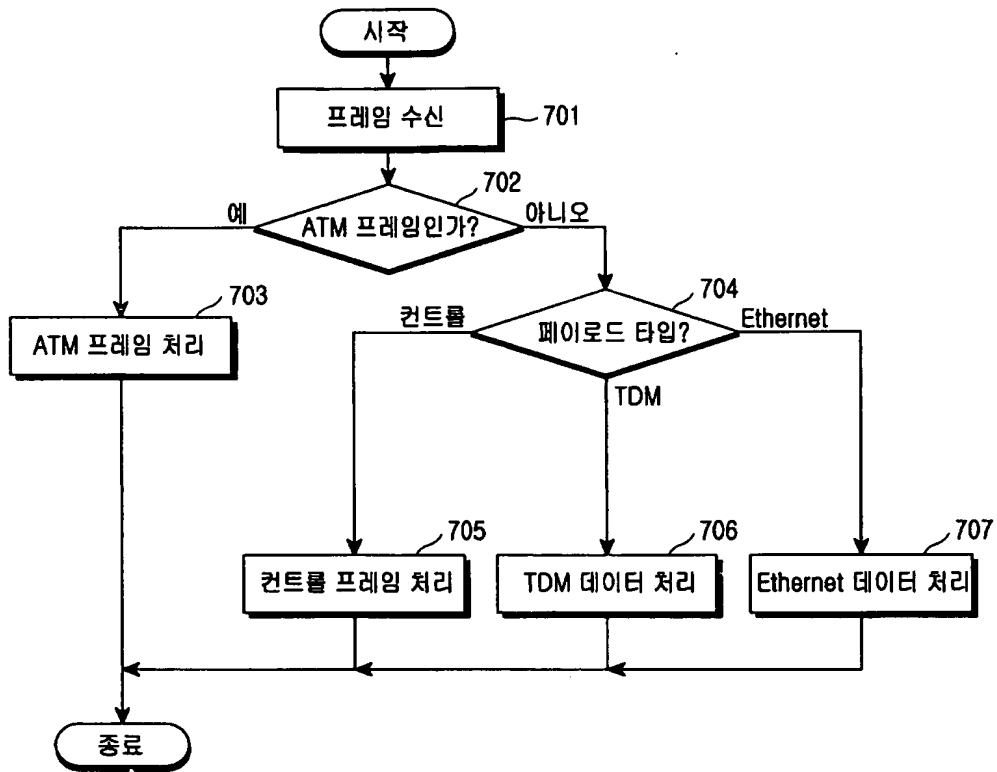 시작
프레임 수신
701
702
예
ATM 프레임인가?
아니오
703
ATM 프레임 처리
704
컨트롤
페이로드 타입?
Ethernet
TDM
705
컨트롤 프레임 처리
706
TDM 데이터 처리
707
Ethernet 데이터 처리
종료